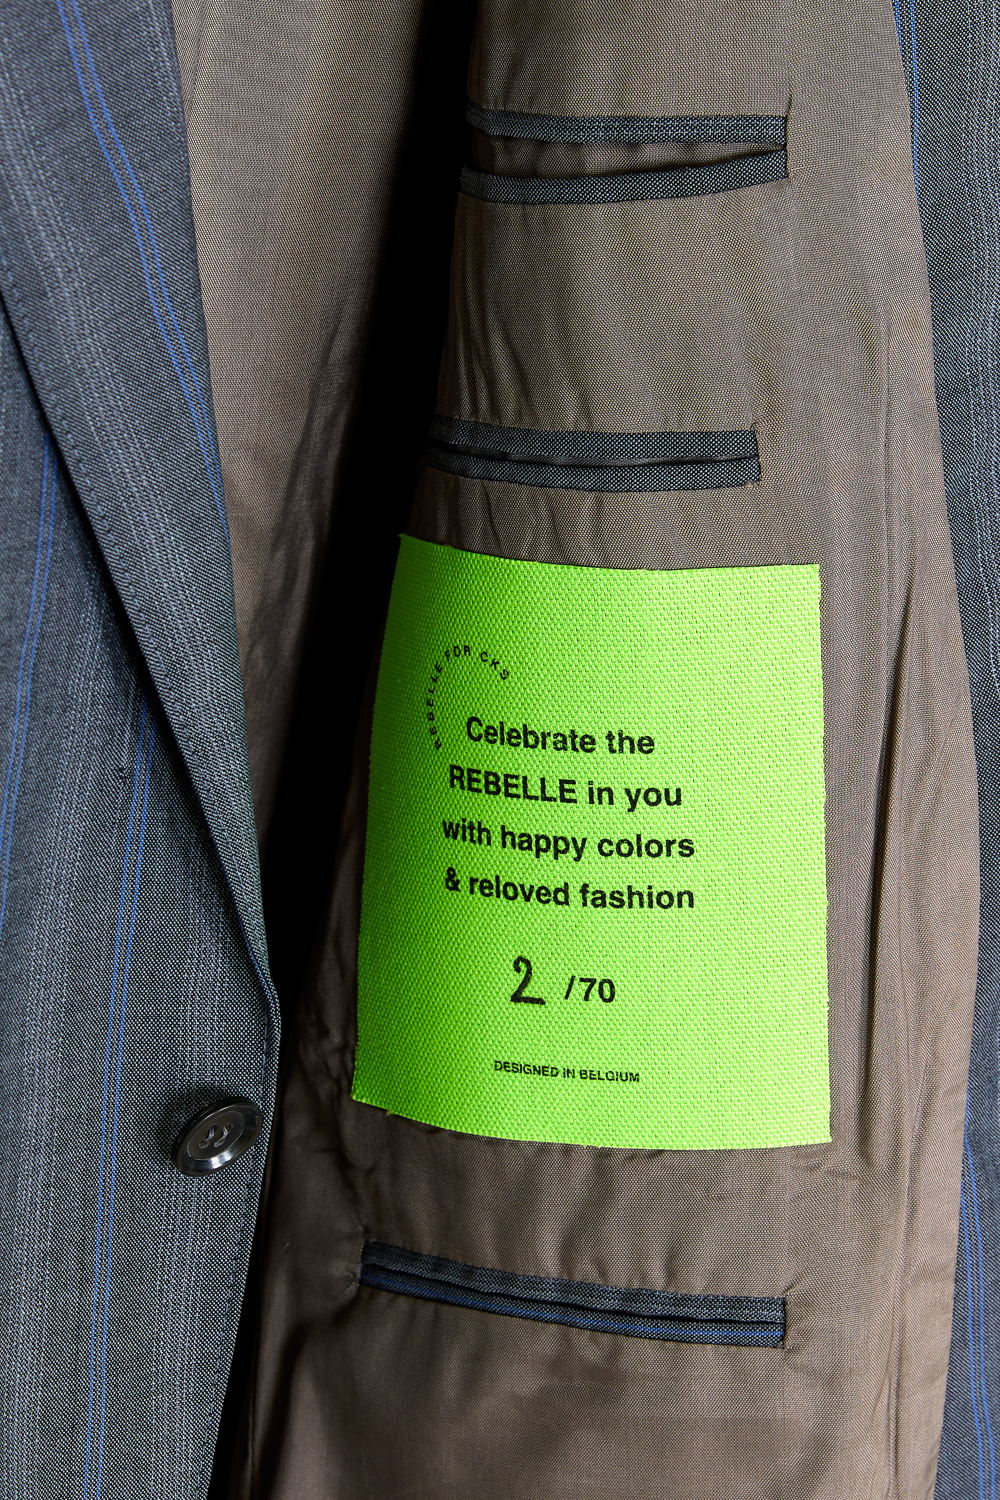 REBELLE FOR CKS
Celebrate the
REBELLE in you
with happy colors
& reloved fashion
2 /70
DESIGNED IN BELGIUM